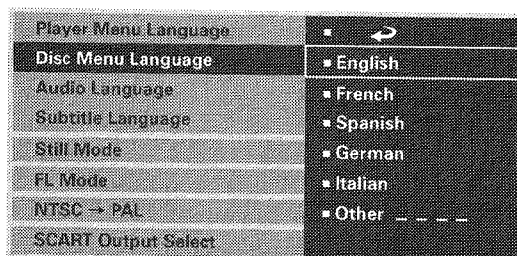 Player Menu Language
Disc Menu Language
Audio Language
Subtitle Language
Still Mode
FL Mode
NTSC → PAL
SCART Output Select
English
French
Spanish
German
Italian
Other _ _ _ _